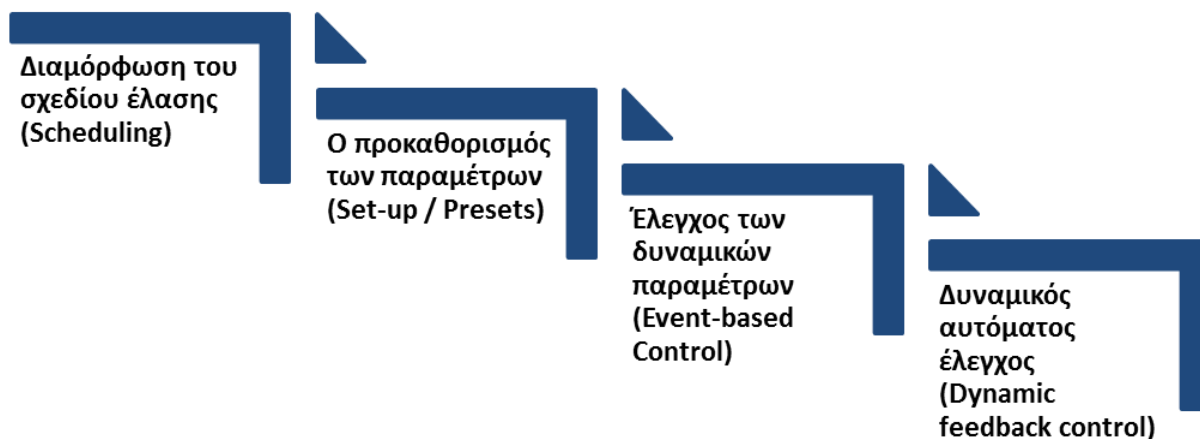 Διαμόρφωση του
σχεδίου έλασης
(Scheduling)
Ο προκαθορισμός
των παραμέτρων
(Set-up / Presets)
Έλεγχος των
δυναμικών
παραμέτρων
(Event-based
Control)
Δυναμικός
αυτόματος
έλεγχος
(Dynamic
feedback control)